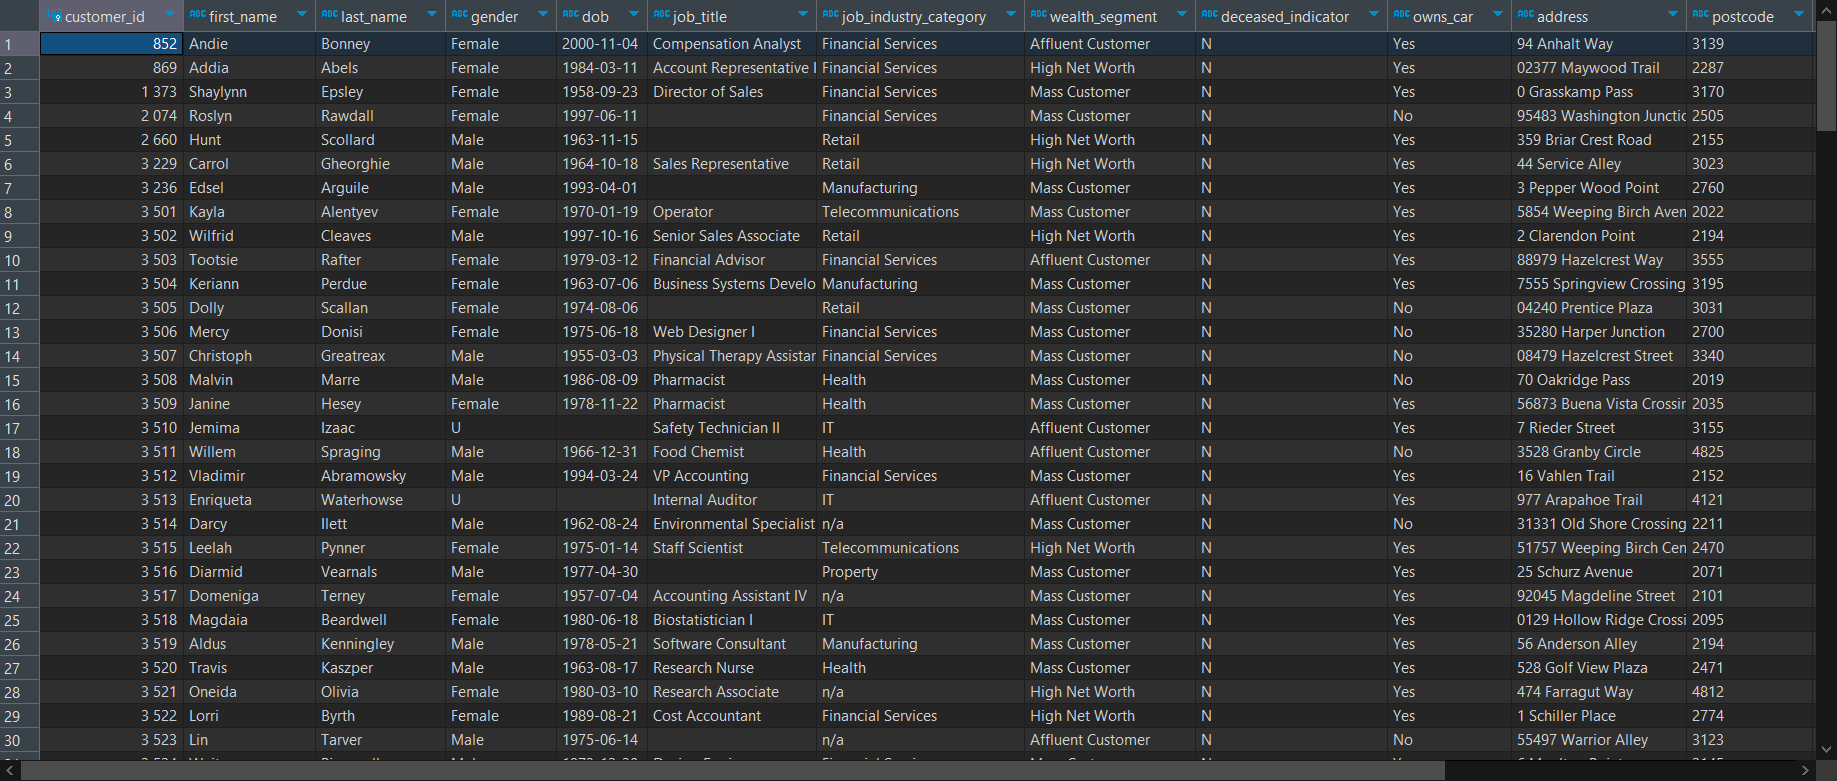 customer_id first_name last_name gender dob job_title job_industry_category wealth_segment deceased_indicator owns_car address postcode
1 852 Andie Bonney Female 2000-11-04 Compensation Analyst Financial Services Affluent Customer N Yes 94 Anhalt Way 3139
2 869 Addia Abels Female 1984-03-11 Account Representative Financial Services High Net Worth N Yes 02377 Maywood Trail 2287
3 1 373 Shaylynn Epsley Female 1958-09-23 Director of Sales Financial Services Mass Customer N Yes 0 Grasskamp Pass 3170
4 2 074 Roslyn Rawdall Female 1997-06-11 Financial Services Mass Customer N No 95483 Washington Junctic 2505
5 2 660 Hunt Scollard Male 1963-11-15 Retail High Net Worth N Yes 359 Briar Crest Road 2155
6 3 229 Carrol Gheorghie Male 1964-10-18 Sales Representative Retail High Net Worth N Yes 44 Service Alley 3023
7 3 236 Edsel Arguile Male 1993-04-01 Manufacturing Mass Customer N Yes 3 Pepper Wood Point 2760
8 3 501 Kayla Alentyev Female 1970-01-19 Operator Telecommunications Mass Customer N Yes 5854 Weeping Birch Aven 2022
9 3 502 Wilfrid Cleaves Male 1997-10-16 Senior Sales Associate Retail High Net Worth N Yes 2 Clarendon Point 2194
10 3 503 Tootsie Rafter Female 1979-03-12 Financial Advisor Financial Services Affluent Customer N Yes 88979 Hazelcrest Way 3555
11 3 504 Keriann Perdue Female 1963-07-06 Business Systems Develo Manufacturing Mass Customer N Yes 7555 Springview Crossing 3195
12 3 505 Dolly Scallan Female 1974-08-06 Retail Mass Customer N No 04240 Prentice Plaza 3031
13 3 506 Mercy Donisi Female 1975-06-18 Web Designer I Financial Services Mass Customer N No 35280 Harper Junction 2700
14 3 507 Christoph Greatreax Male 1955-03-03 Physical Therapy Assistar Financial Services Mass Customer N No 08479 Hazelcrest Street 3340
15 3 508 Malvin Marre Male 1986-08-09 Pharmacist Health Mass Customer N No 70 Oakridge Pass 2019
16 3 509 Janine Hesey Female 1978-11-22 Pharmacist Health Mass Customer N Yes 56873 Buena Vista Crossir 2035
17 3 510 Jemima Izaac U Safety Technician II IT Affluent Customer N Yes 7 Rieder Street 3155
18 3 511 Willem Spraging Male 1966-12-31 Food Chemist Health Affluent Customer N No 3528 Granby Circle 4825
19 3 512 Vladimir Abramowsky Male 1994-03-24 VP Accounting Financial Services Mass Customer N Yes 16 Vahlen Trail 2152
20 3 513 Enriqueta Waterhowse U Internal Auditor IT Affluent Customer N Yes 977 Arapahoe Trail 4121
21 3 514 Darcy Ilett Male 1962-08-24 Environmental Specialist n/a Mass Customer N No 31331 Old Shore Crossing 2211
22 3 515 Leelah Pynner Female 1975-01-14 Staff Scientist Telecommunications High Net Worth N Yes 51757 Weeping Birch Cen 2470
23 3 516 Diarmid Vearnals Male 1977-04-30 Property Mass Customer N Yes 25 Schurz Avenue 2071
24 3 517 Domeniga Terney Female 1957-07-04 Accounting Assistant IV n/a Mass Customer N Yes 92045 Magdeline Street 2101
25 3 518 Magdaia Beardwell Female 1980-06-18 Biostatistician I IT Mass Customer N Yes 0129 Hollow Ridge Crossi 2095
26 3 519 Aldus Kenningley Male 1978-05-21 Software Consultant Manufacturing Mass Customer N Yes 56 Anderson Alley 2194
27 3 520 Travis Kaszper Male 1963-08-17 Research Nurse Health Mass Customer N Yes 528 Golf View Plaza 2471
28 3 521 Oneida Olivia Female 1980-03-10 Research Associate n/a High Net Worth N Yes 474 Farragut Way 4812
29 3 522 Lorri Byrth Female 1989-08-21 Cost Accountant Financial Services High Net Worth N Yes 1 Schiller Place 2774
30 3 523 Lin Tarver Male 1975-06-14 n/a Affluent Customer N No 55497 Warrior Alley 3123